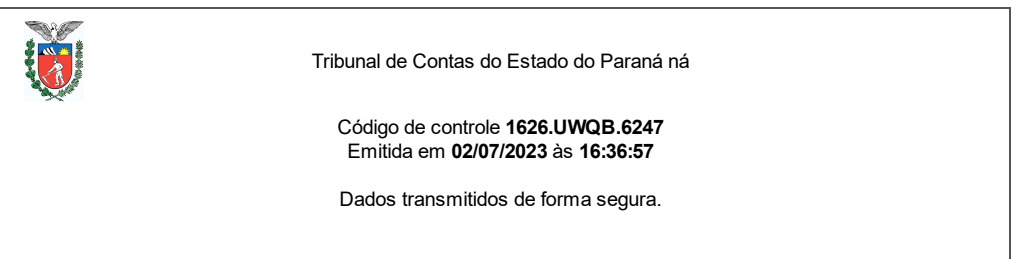 Tribunal de Contas do Estado do Paraná ná
Código de controle 1626.UWQB.6247
Emitida em 02/07/2023 às 16:36:57
Dados transmitidos de forma segura.